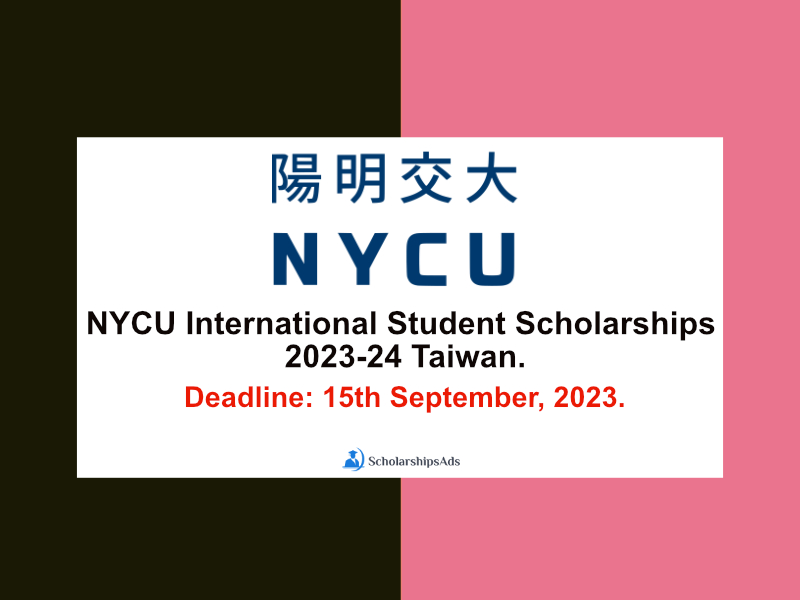 陽明交大
NYCU
NYCU International Student Scholarships
2023-24 Taiwan.
Deadline: 15th September, 2023.
ScholarshipsAds